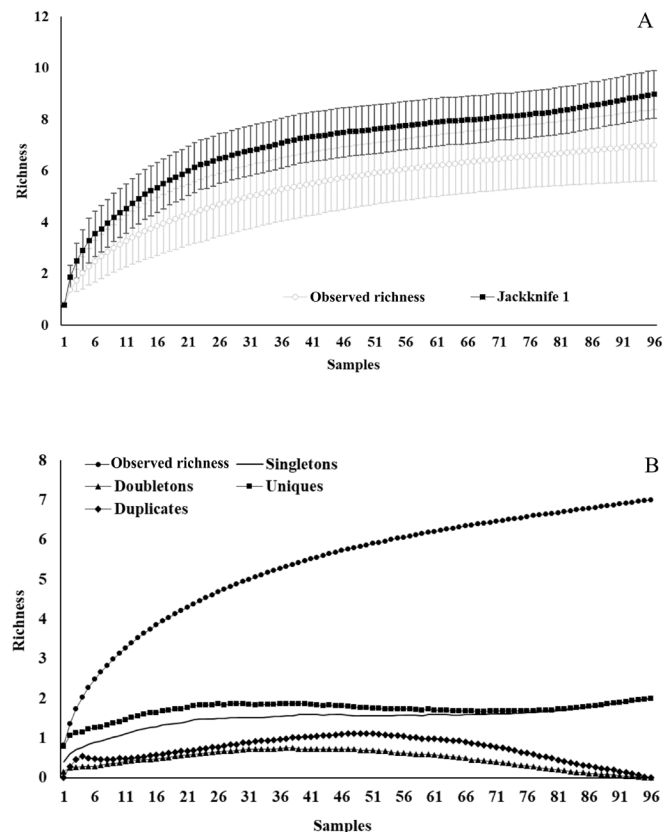 A
12
10
8
6
4
2
0
Richness
Observed richness Jackknife 1
1 6 11 16 21 26 31 36 41 46 51 56 61 66 71 76 81 86 91 96
Samples
B
8
7
6
5
4
3
2
1
0
Richness
Observed richness Singletons
Doubletons Uniques
Duplicates
1 6 11 16 21 26 31 36 41 46 51 56 61 66 71 76 81 86 91 96
Samples